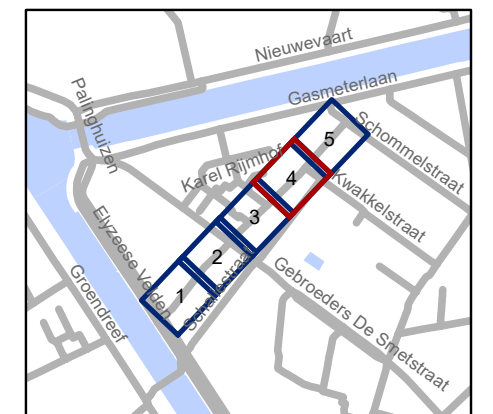 Nieuwevaart
Palinghuizen
Gasmeterlaan
Schommelstraat
5
Karel Rijmhof
4
Kwakkelstraat
3
Elyzeese Velden
2
Groendreef
1
Gebroeders De Smetstraat